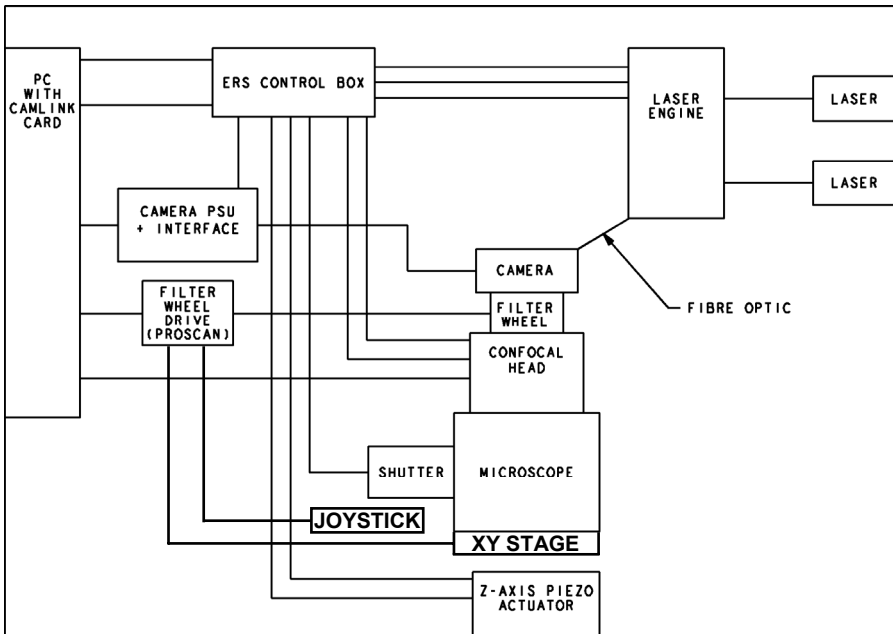 PC
WITH
CAMLINK
CARD
ERS CONTROL BOX
LASER
ENGINE
LASER
LASER
CAMERA PSU
+ INTERFACE
CAMERA
FILTER
WHEEL
DRIVE
(PROSCAN)
FILTER
WHEEL
FIBRE OPTIC
CONFOCAL
HEAD
SHUTTER
MICROSCOPE
JOYSTICK
XY STAGE
Z-AXIS PIEZO
ACTUATOR